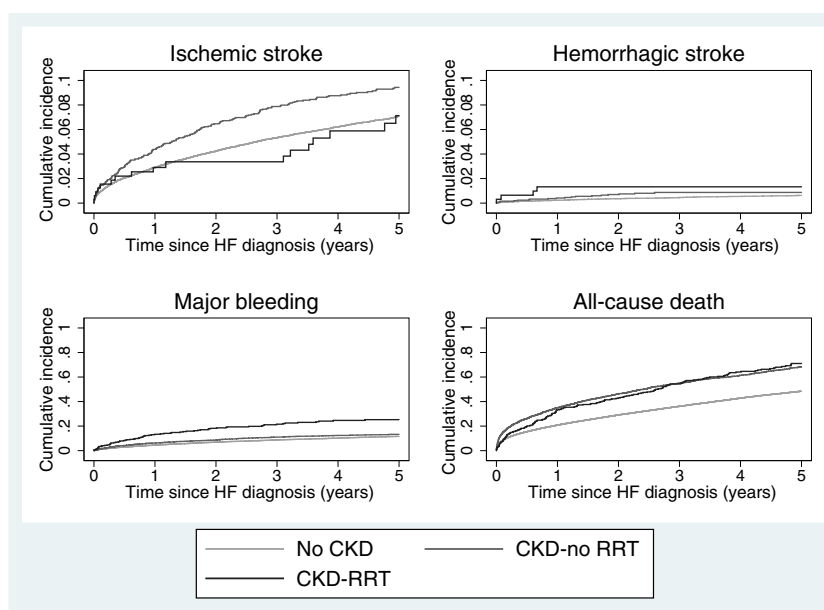 Ischemic stroke
Cumulative incidence
0 .02 .04 .06 .08 .1
0 1 2 3 4 5
Time since HF diagnosis (years)
Hemorrhagic stroke
Cumulative incidence
0 .02 .04 .06 .08 .1
0 1 2 3 4 5
Time since HF diagnosis (years)
Major bleeding
Cumulative incidence
0 .2 .4 .6 .8 1
0 1 2 3 4 5
Time since HF diagnosis (years)
All-cause death
Cumulative incidence
0 .2 .4 .6 .8 1
0 1 2 3 4 5
Time since HF diagnosis (years)
No CKD
CKD-no RRT
CKD-RRT